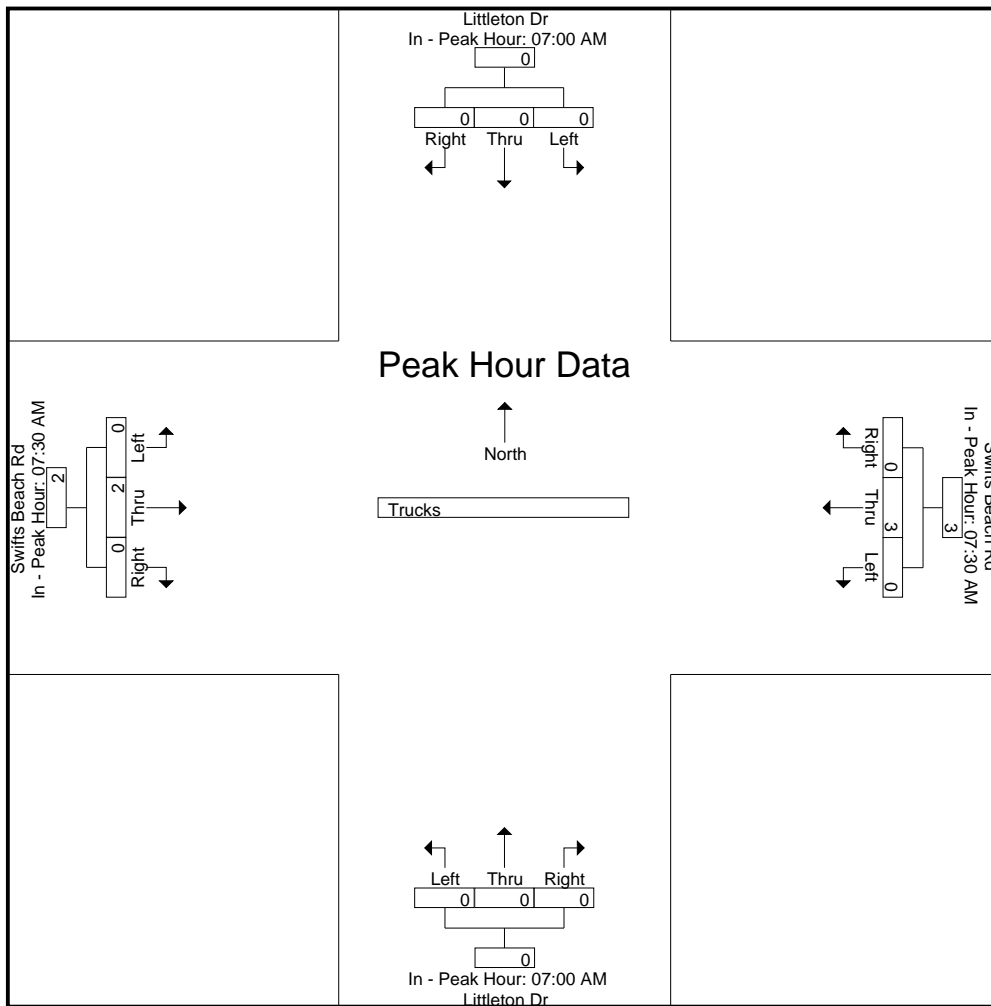 Littleton Dr
In - Peak Hour: 07:00 AM
0
0 0 0
Right Thru Left
Peak Hour Data
North
Trucks
Swifts Beach Rd
In - Peak Hour: 07:30 AM
2
0 2 0
Left Thru Right
Swifts Beach Rd
In - Peak Hour: 07:30 AM
3
0 3 0
Right Thru Left
Left Thru Right
0 0 0
0
In - Peak Hour: 07:00 AM
Littleton Dr